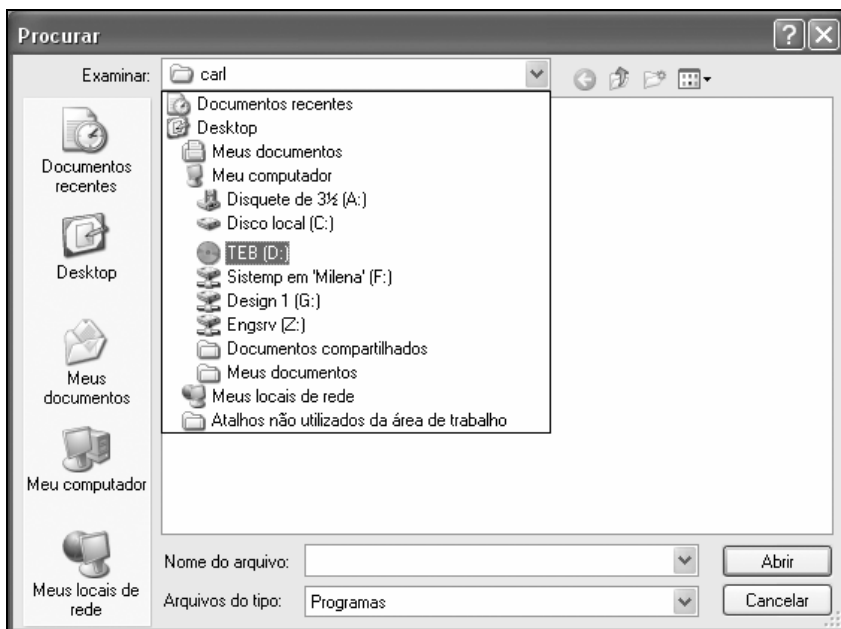 Procurar
Examinar: carl
Documentos recentes
Desktop
Meus documentos
Meu computador
Disquete de 3½ (A:)
Disco local (C:)
TEB (D:)
Sistemp em 'Milena' (F:)
Design 1 (G:)
Engsrv (Z:)
Documentos compartilhados
Meus documentos
Meus locais de rede
Atalhos não utilizados da área de trabalho
Documentos
recentes
Desktop
Meus
documentos
Meu computador
Meus locais de
rede
Nome do arquivo:
Abrir
Arquivos do tipo: Programas
Cancelar